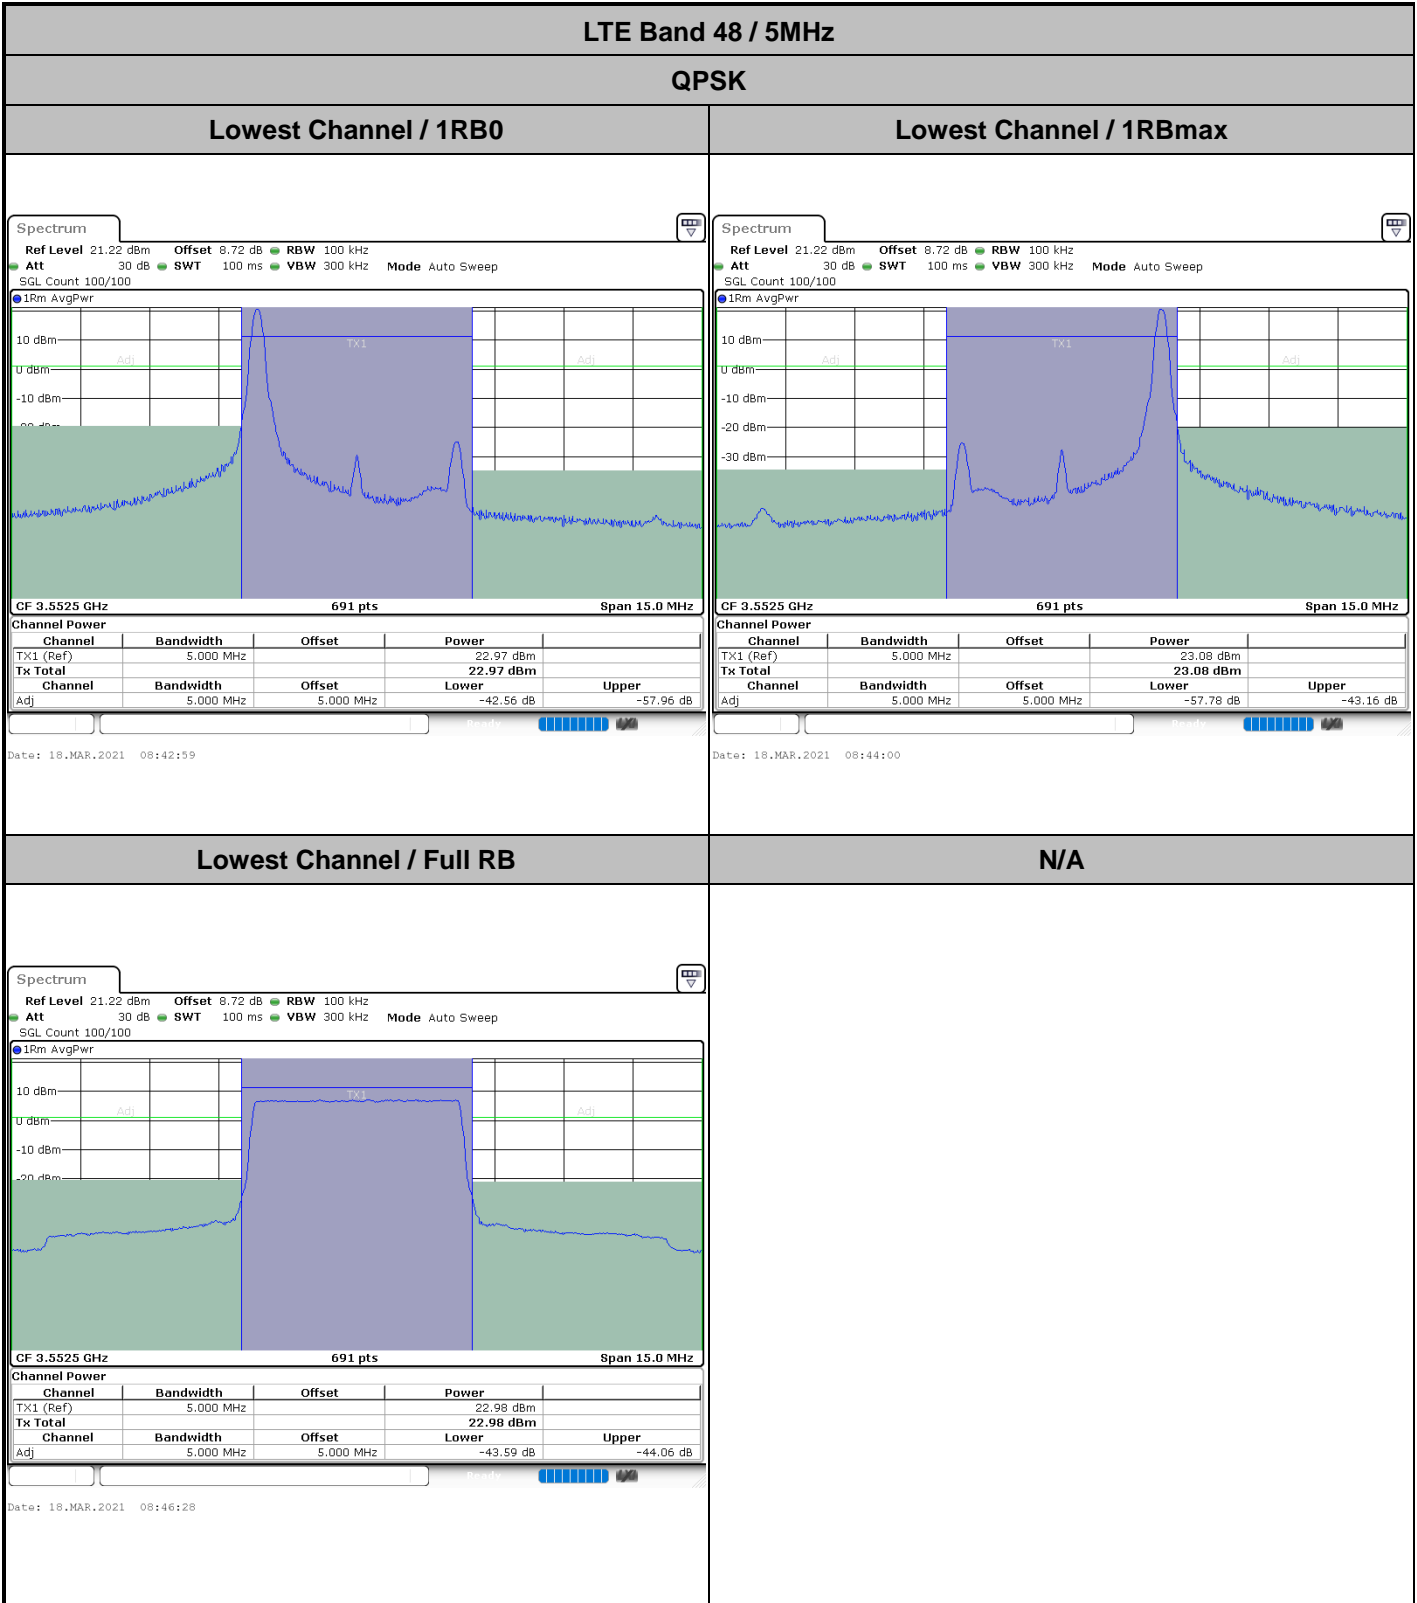 LTE Band 48 / 5MHz
QPSK
Lowest Channel / 1RB0
Lowest Channel / 1RBmax
Spectrum
Ref Level 21.22 dBm Offset 8.72 dB RBW 100 kHz
Att 30 dB SWT 100 ms VBW 300 kHz Mode Auto Sweep
SGL Count 100/100
1Rm AvgPwr
10 dBm
TX1
Adj
Adj
0 dBm
-10 dBm
-20 dBm
CF 3.5525 GHz 691 pts Span 15.0 MHz
Channel Power
Channel Bandwidth Offset Power
TX1 (Ref) 5.000 MHz 22.97 dBm
Tx Total 22.97 dBm
Channel Bandwidth Offset Lower Upper
Adj 5.000 MHz 5.000 MHz -42.56 dB -57.96 dB
Ready
Date: 18.MAR.2021 08:42:59
Spectrum
Ref Level 21.22 dBm Offset 8.72 dB RBW 100 kHz
Att 30 dB SWT 100 ms VBW 300 kHz Mode Auto Sweep
SGL Count 100/100
1Rm AvgPwr
10 dBm
TX1
Adj
Adj
0 dBm
-10 dBm
-20 dBm
-30 dBm
CF 3.5525 GHz 691 pts Span 15.0 MHz
Channel Power
Channel Bandwidth Offset Power
TX1 (Ref) 5.000 MHz 23.08 dBm
Tx Total 23.08 dBm
Channel Bandwidth Offset Lower Upper
Adj 5.000 MHz 5.000 MHz -57.78 dB -43.16 dB
Ready
Date: 18.MAR.2021 08:44:00
Lowest Channel / Full RB
N/A
Spectrum
Ref Level 21.22 dBm Offset 8.72 dB RBW 100 kHz
Att 30 dB SWT 100 ms VBW 300 kHz Mode Auto Sweep
SGL Count 100/100
1Rm AvgPwr
10 dBm
TX1
Adj
Adj
0 dBm
-10 dBm
-20 dBm
CF 3.5525 GHz 691 pts Span 15.0 MHz
Channel Power
Channel Bandwidth Offset Power
TX1 (Ref) 5.000 MHz 22.98 dBm
Tx Total 22.98 dBm
Channel Bandwidth Offset Lower Upper
Adj 5.000 MHz 5.000 MHz -43.59 dB -44.06 dB
Ready
Date: 18.MAR.2021 08:46:28